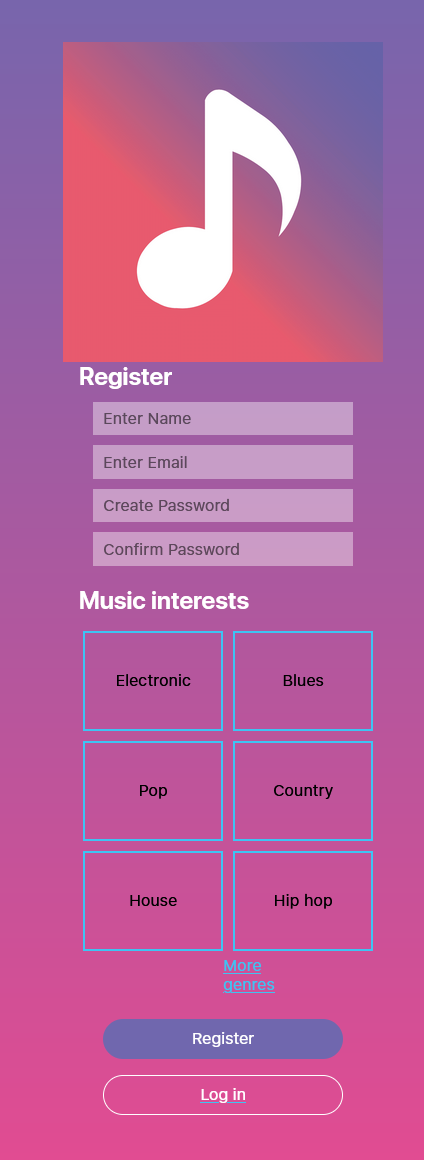 Register
Enter Name
Enter Email
Create Password
Confirm Password
Music interests
Electronic
Blues
Pop
Country
House
Hip hop
More
genres
Register
Log in